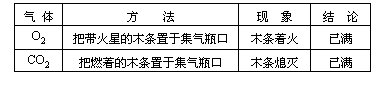 气 体 方 法 现 象 结 论
O₂ 把带火星的木条置于集气瓶口 木条着火 已满
CO₂ 把燃着的木条置于集气瓶口 木条熄灭 已满